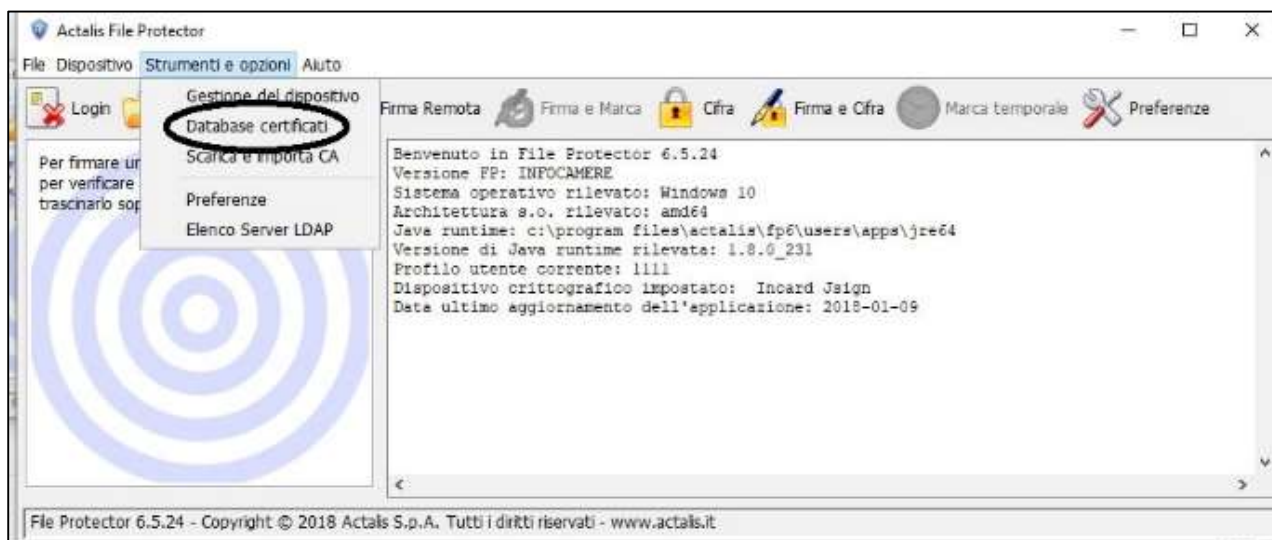 Actalis File Protector
File Dispositivo Strumenti e opzioni Aiuto
Login
Firma Remota Firma e Marca Cifra Firma e Cifra Marca temporale Preferenze
Gestione del dispositivo
Database certificati
Scarica e importa CA
Preferenze
Elenco Server LDAP
Per firmare un
per verificare
trascinarlo sop
Benvenuto in File Protector 6.5.24
Versione FP: INFOCAMERE
Sistema operativo rilevato: Windows 10
Architettura s.o. rilevato: amd64
Java runtime: c:\program files\actalis\fp6\users\apps\jre64
Versione di Java runtime rilevata: 1.8.0_231
Profilo utente corrente: 1111
Dispositivo crittografico impostato: Incard Jsign
Data ultimo aggiornamento dell'applicazione: 2018-01-09
File Protector 6.5.24 - Copyright © 2018 Actalis S.p.A. Tutti i diritti riservati - www.actalis.it